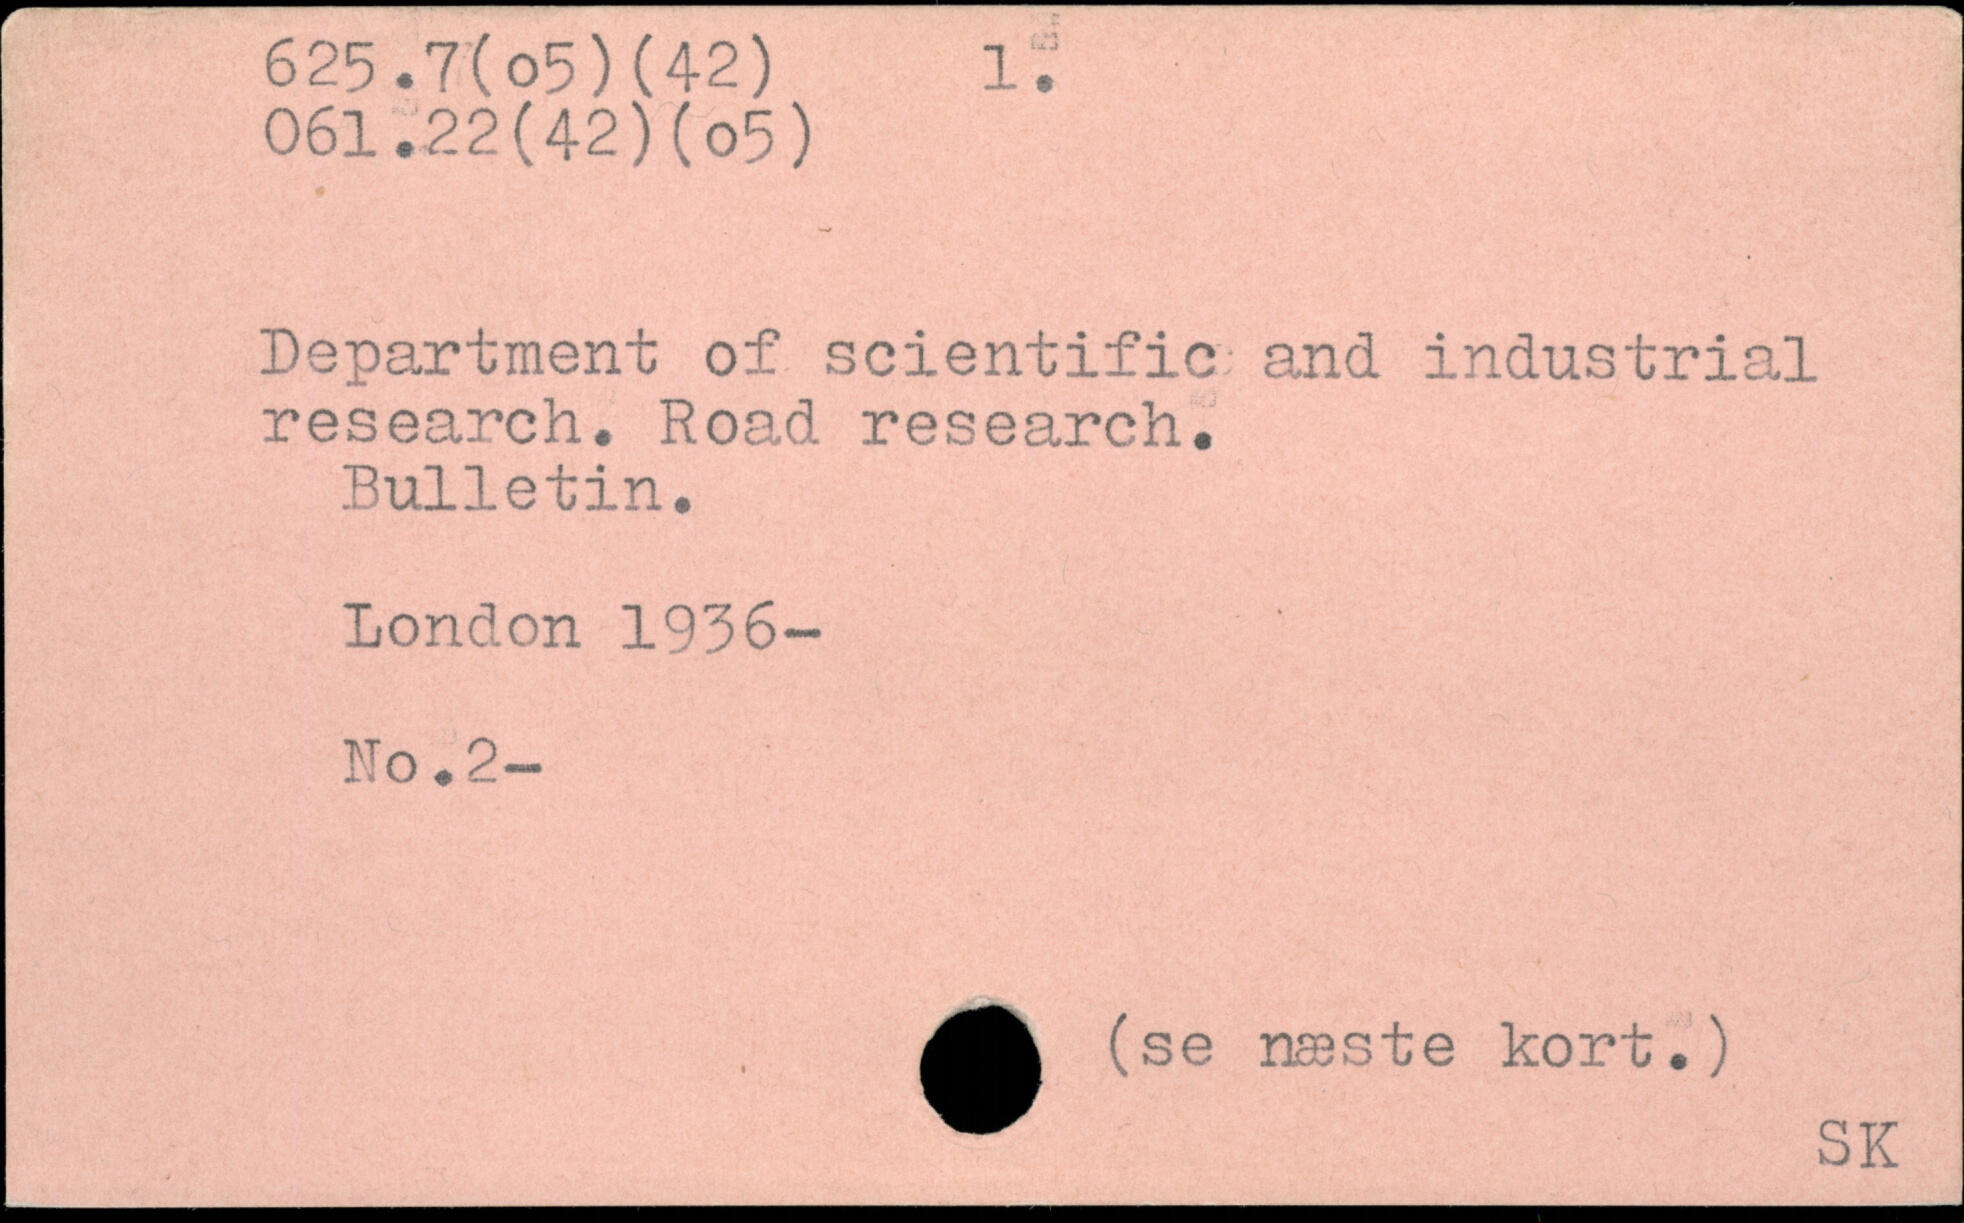 625.7(o5)(42) 1.
061.22(42)(o5)
Department of scientific and industrial
research. Road research.
Bulletin.
London 1936-
No.2-
(se næste kort.)
SK